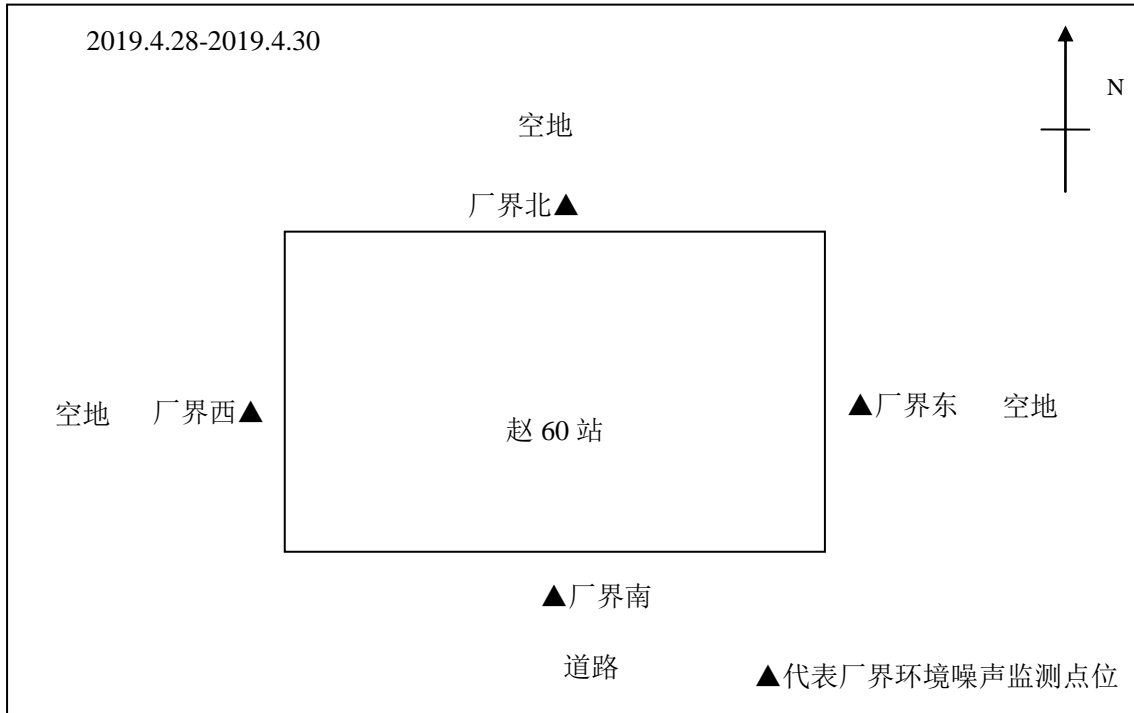 2019.4.28-2019.4.30
N
空地
厂界北▲
空地 厂界西▲
▲厂界东 空地
赵 60 站
▲厂界南
道路
▲代表厂界环境噪声监测点位